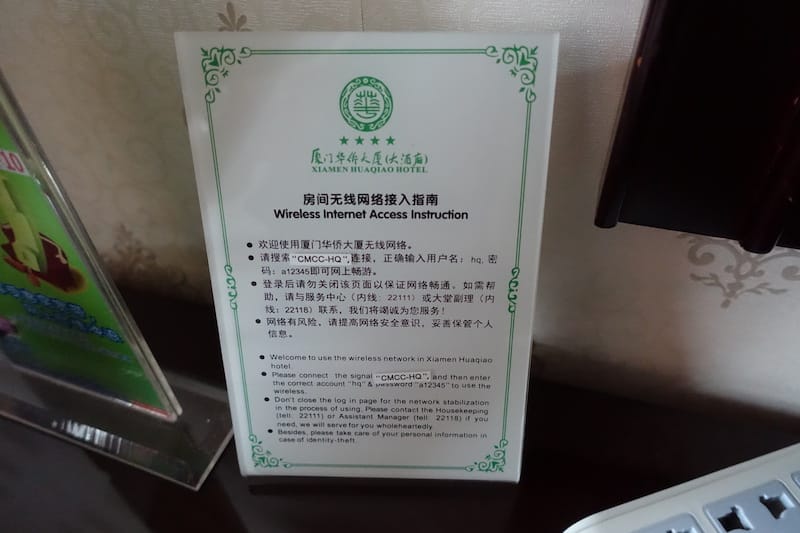 厦门华侨大厦(大酒店)
XIAMEN HUAQIAO HOTEL
房间无线网络接入指南
Wireless Internet Access Instruction
● 欢迎使用厦门华侨大厦无线网络。
● 请搜索"CMCC-HQ",连接，正确输入用户名：hq, 密
码：a12345即可网上畅游。
● 登录后请勿关闭该页面以保证网络畅通。如需帮
助，请与服务中心（内线：22111）或大堂副理（内
线：22118）联系，我们将竭诚为您服务！
● 网络有风险，请提高网络安全意识，妥善保管个人
信息。
● Welcome to use the wireless network in Xiamen Huaqiao
hotel.
● Please connect the signal "CMCC-HQ", and then enter
the correct account "hq" & password "a12345" to use the
wireless.
● Don't close the log in page for the network stabilization
in the process of using. Please contact the Housekeeping
(tell: 22111) or Assistant Manager (tell: 22118) if you
need, we will serve for you wholeheartedly.
● Besides, please take care of your personal information in
case of identity-theft.
10